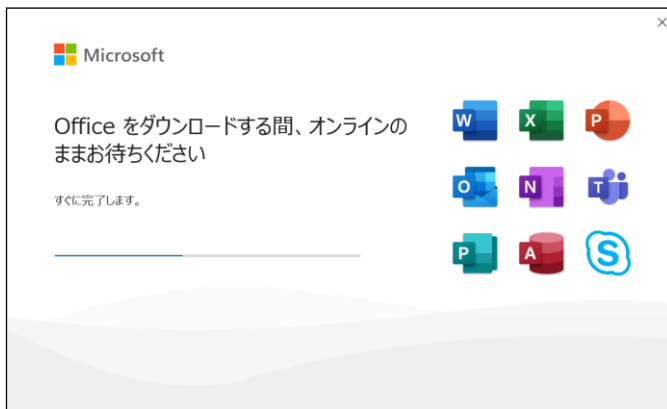 Microsoft
Office をダウンロードする間、オンラインの
ままお待ちください
すぐに完了します。
W X P
O N T
P A S